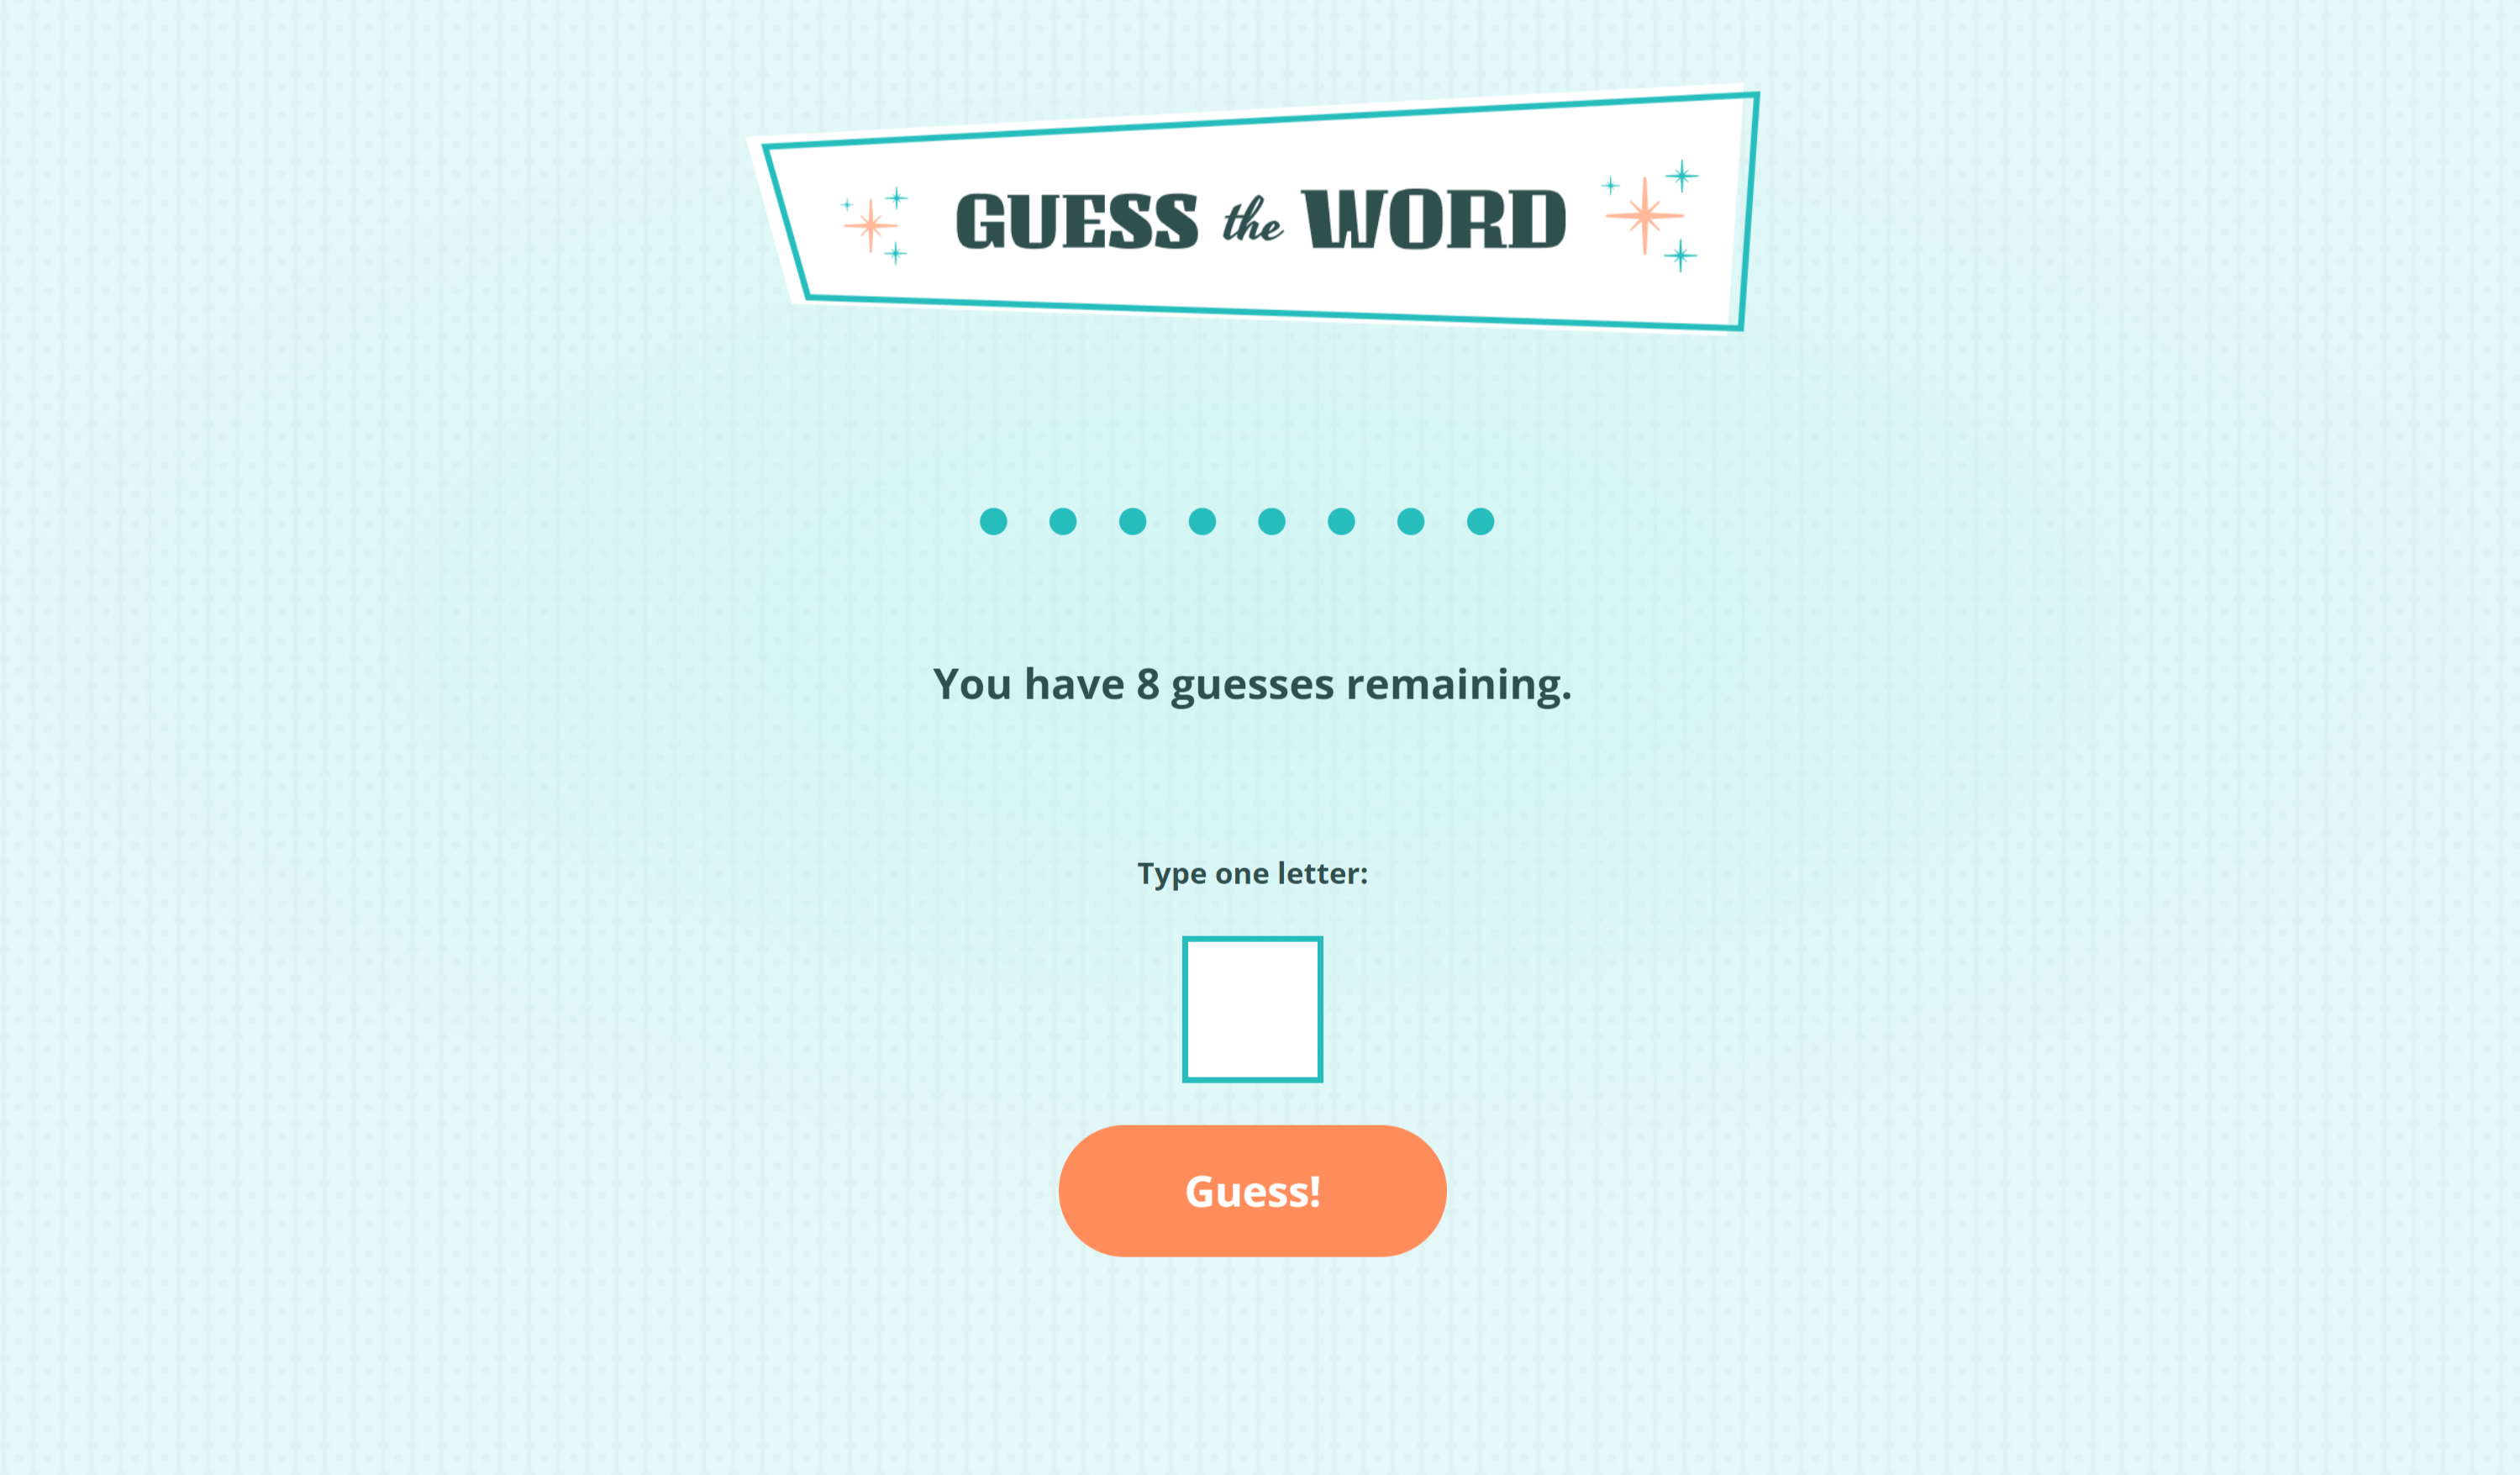 GUESS the WORD
● ● ● ● ● ● ● ●
You have 8 guesses remaining.
Type one letter:
Guess!